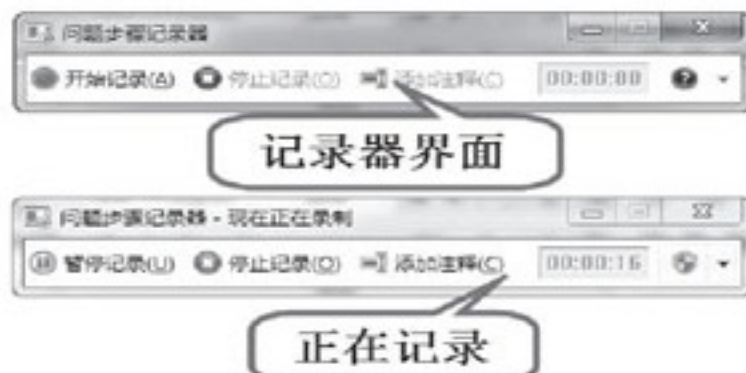 问题步骤记录器
开始记录(A) 停止记录(O) 添加注释(C) 00:00:00
记录器界面
问题步骤记录器 - 现在正在录制
暂停记录(U) 停止记录(O) 添加注释(C) 00:00:16
正在记录